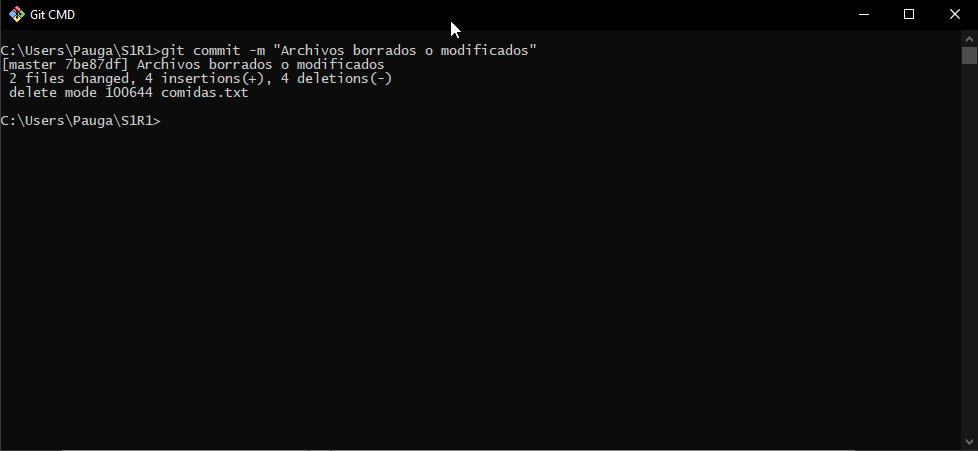 Git CMD
C:\Users\Pauga\S1R1>git commit -m "Archivos borrados o modificados"
[master 7be87df] Archivos borrados o modificados
 2 files changed, 4 insertions(+), 4 deletions(-)
 delete mode 100644 comidas.txt
C:\Users\Pauga\S1R1>